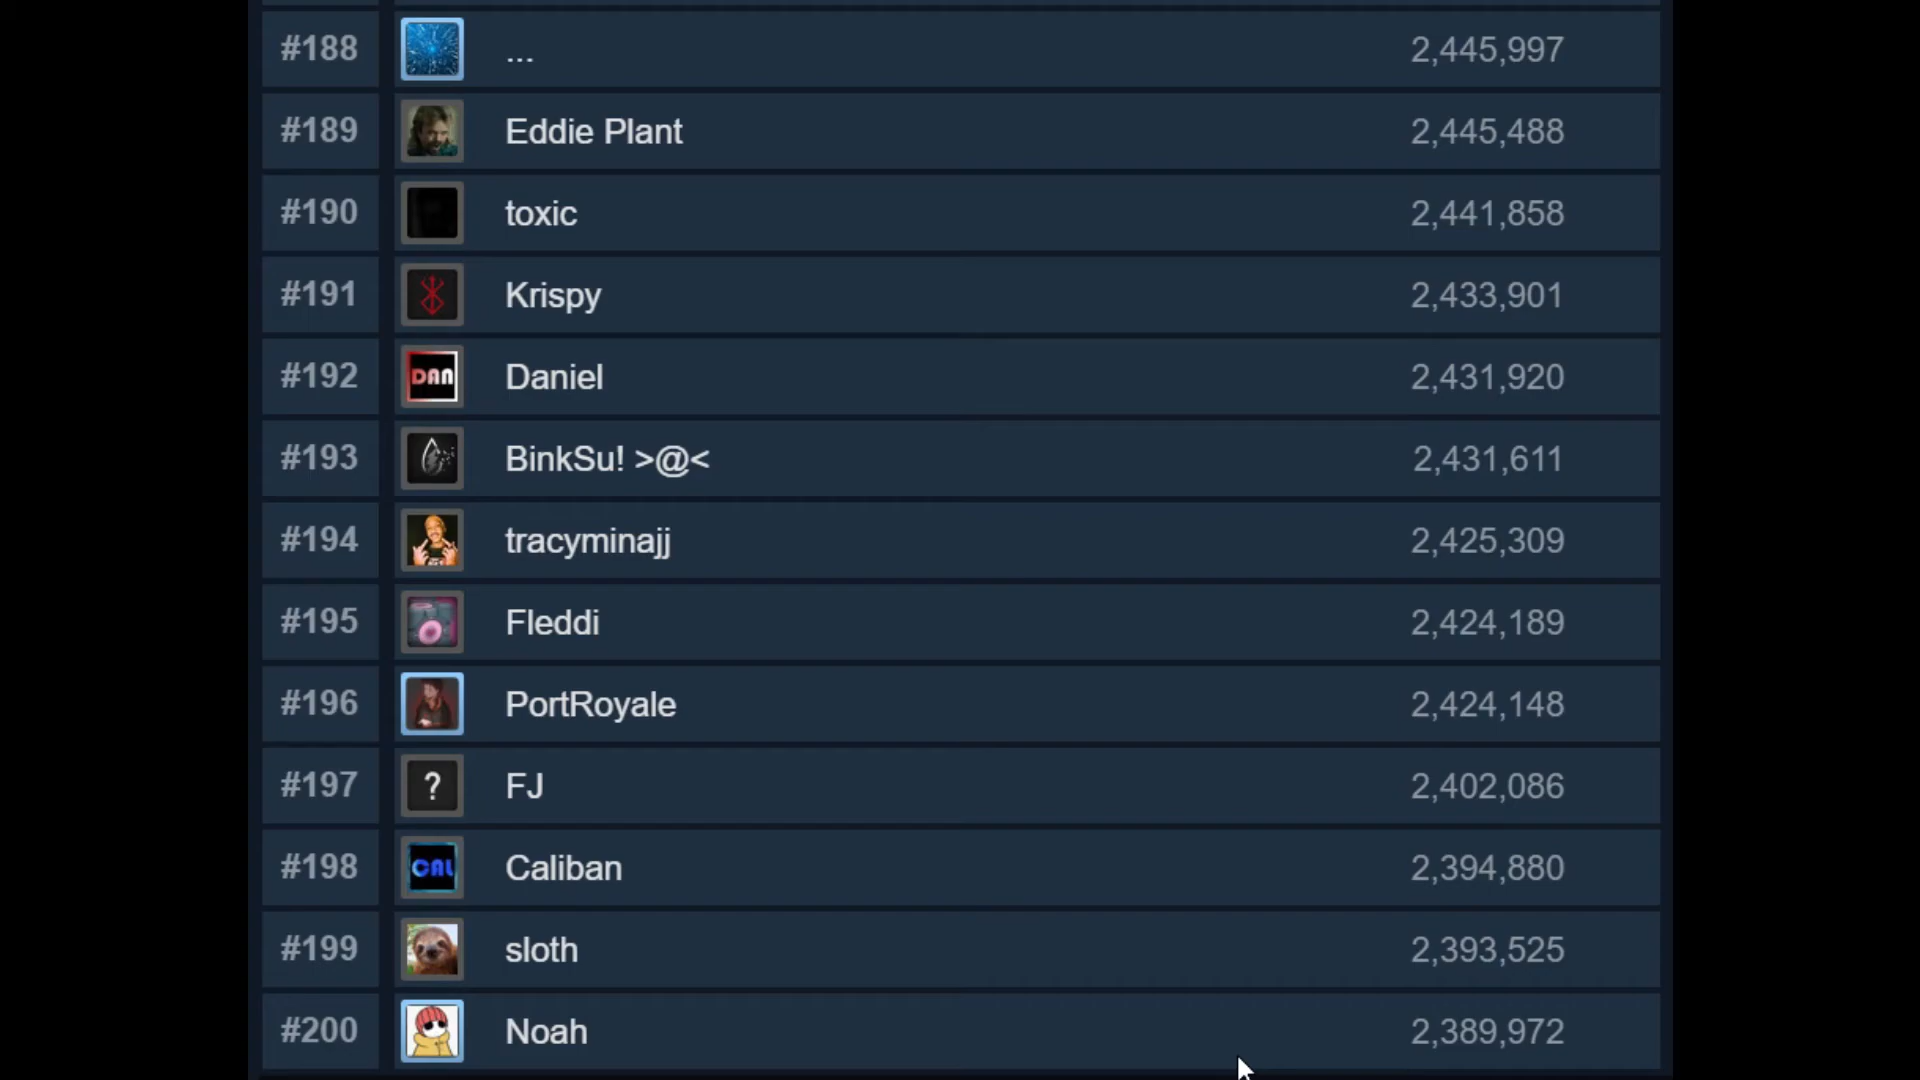 #188 ... 2,445,997
#189 Eddie Plant 2,445,488
#190 toxic 2,441,858
#191 Krispy 2,433,901
#192 DAN Daniel 2,431,920
#193 BinkSu! >@< 2,431,611
#194 tracyminajj 2,425,309
#195 Fleddi 2,424,189
#196 PortRoyale 2,424,148
#197 ? FJ 2,402,086
#198 CAL Caliban 2,394,880
#199 sloth 2,393,525
#200 Noah 2,389,972